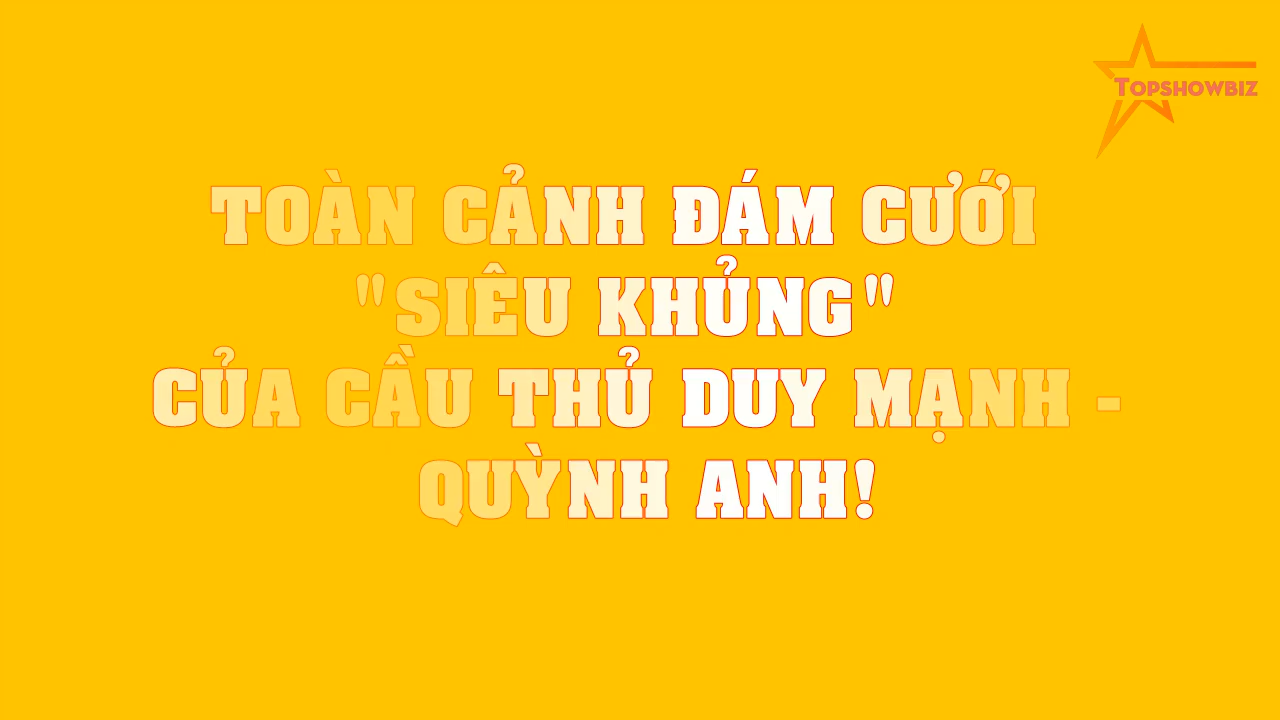 TOPSHOWBIZ
TOÀN CẢNH ĐÁM CƯỚI
"SIÊU KHỦNG"
CỦA CẦU THỦ DUY MẠNH -
QUỲNH ANH!